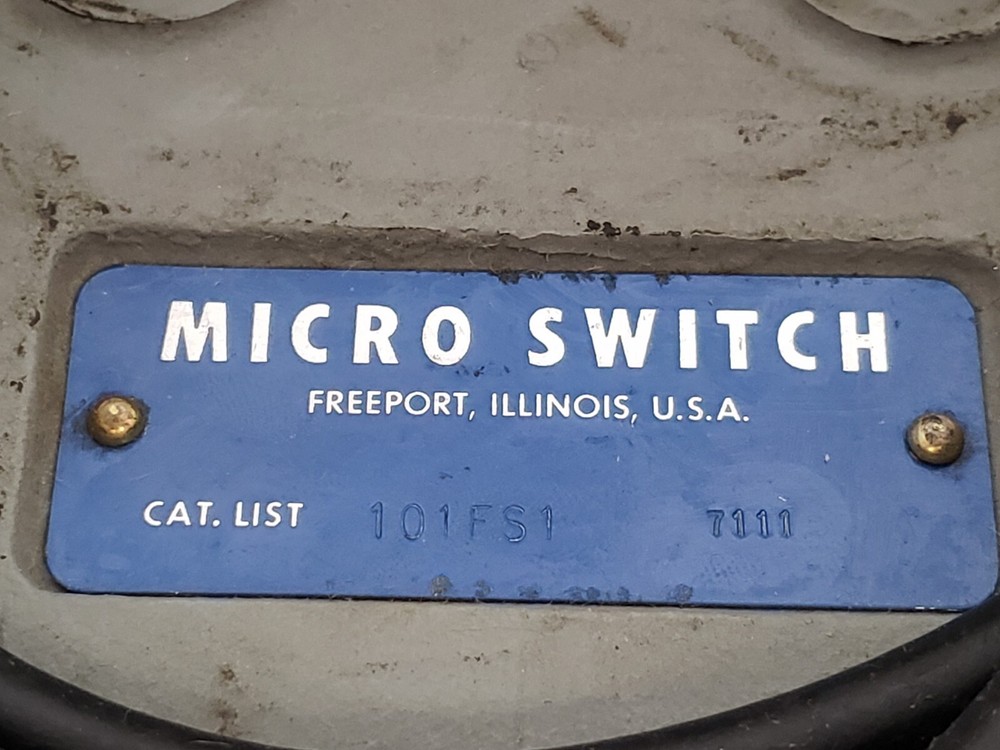 MICRO SWITCH
FREEPORT, ILLINOIS, U.S.A.
CAT. LIST 101FS1 7111